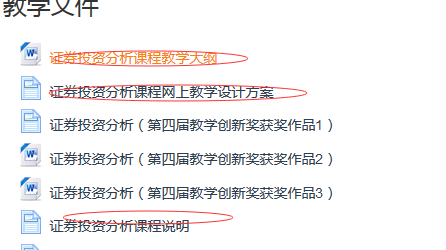 教学文件
证券投资分析课程教学大纲
证券投资分析课程网上教学设计方案
证券投资分析（第四届教学创新奖获奖作品1）
证券投资分析（第四届教学创新奖获奖作品2）
证券投资分析（第四届教学创新奖获奖作品3）
证券投资分析课程说明